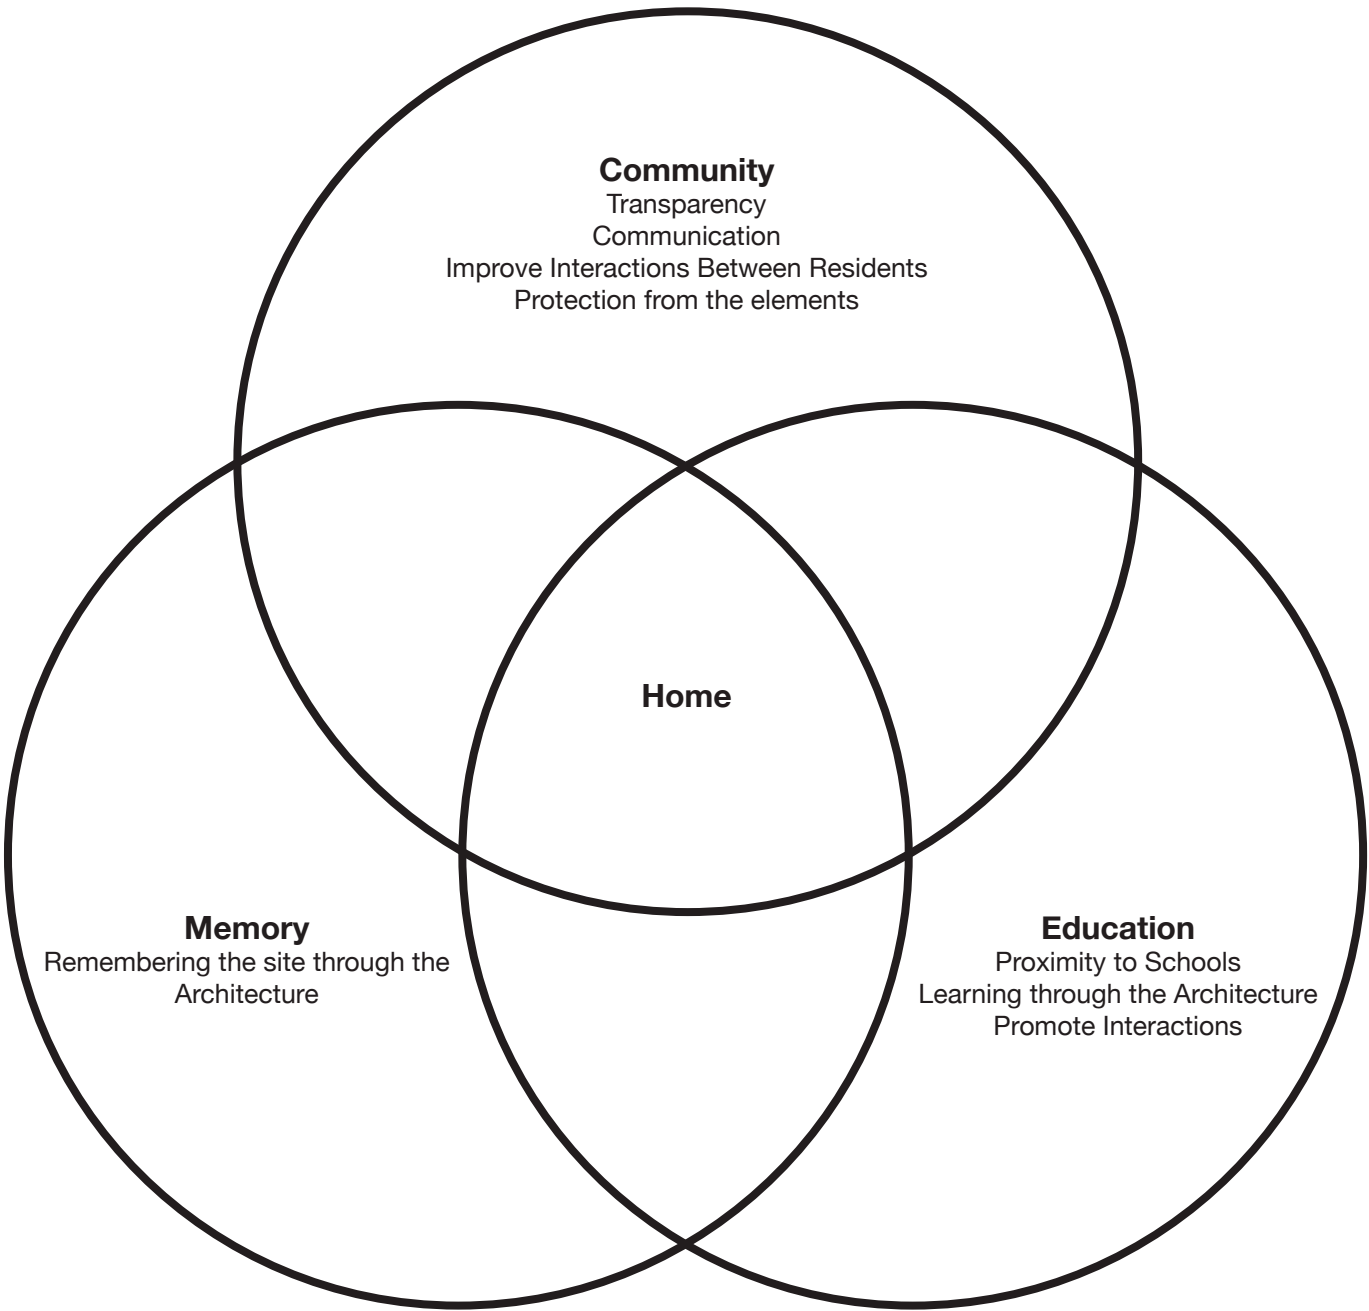 Community
Transparency
Communication
Improve Interactions Between Residents
Protection from the elements
Home
Memory
Remembering the site through the
Architecture
Education
Proximity to Schools
Learning through the Architecture
Promote Interactions